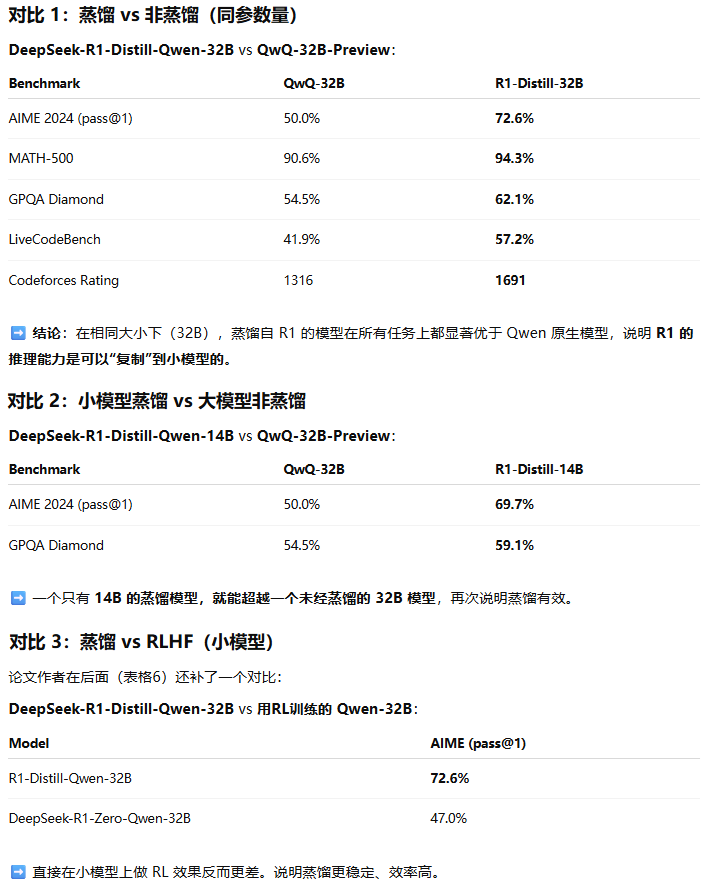 对比 1：蒸馏 vs 非蒸馏（同参数量）
DeepSeek-R1-Distill-Qwen-32B vs QwQ-32B-Preview：
Benchmark QwQ-32B R1-Distill-32B
AIME 2024 (pass@1) 50.0% 72.6%
MATH-500 90.6% 94.3%
GPQA Diamond 54.5% 62.1%
LiveCodeBench 41.9% 57.2%
Codeforces Rating 1316 1691
➡️ 结论：在相同大小下（32B），蒸馏自 R1 的模型在所有任务上都显著优于 Qwen 原生模型，说明 R1 的
推理能力是可以“复制”到小模型的。
对比 2：小模型蒸馏 vs 大模型非蒸馏
DeepSeek-R1-Distill-Qwen-14B vs QwQ-32B-Preview：
Benchmark QwQ-32B R1-Distill-14B
AIME 2024 (pass@1) 50.0% 69.7%
GPQA Diamond 54.5% 59.1%
➡️ 一个只有 14B 的蒸馏模型，就能超越一个未经蒸馏的 32B 模型，再次说明蒸馏有效。
对比 3：蒸馏 vs RLHF（小模型）
论文作者在后面（表格6）还补了一个对比：
DeepSeek-R1-Distill-Qwen-32B vs 用RL训练的 Qwen-32B：
Model AIME (pass@1)
R1-Distill-Qwen-32B 72.6%
DeepSeek-R1-Zero-Qwen-32B 47.0%
➡️ 直接在小模型上做 RL 效果反而更差。说明蒸馏更稳定、效率高。